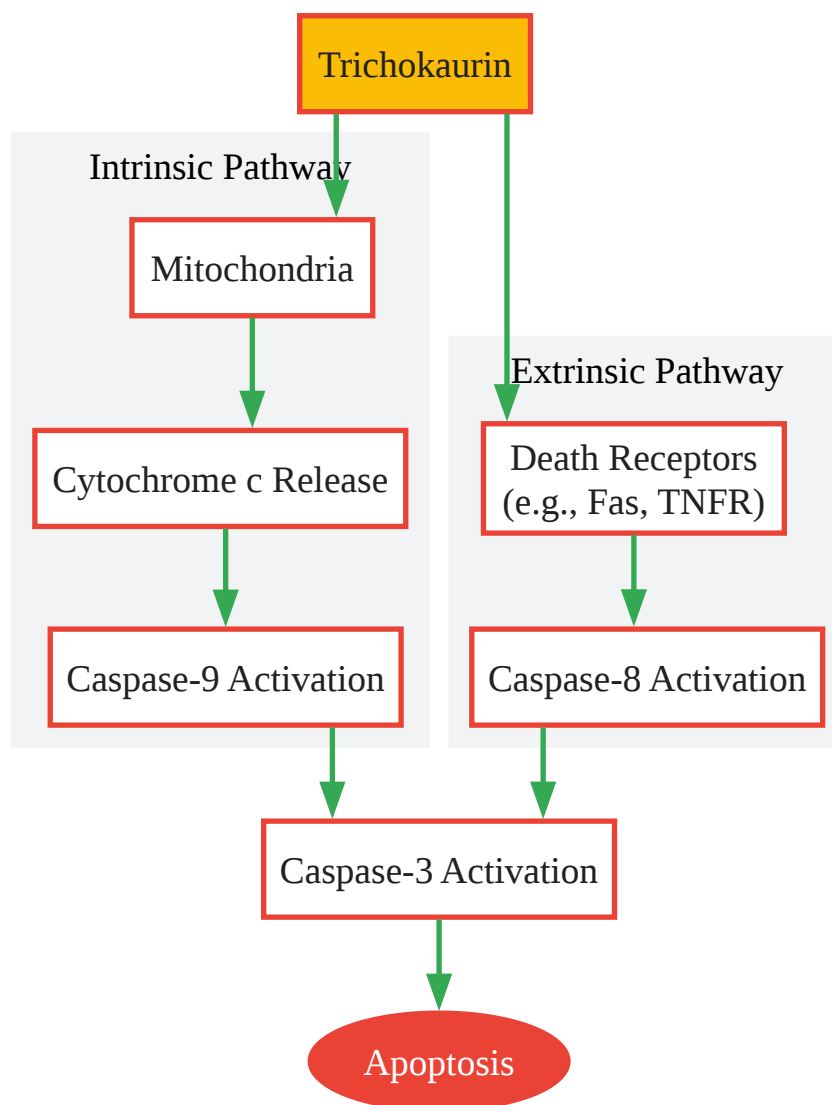 Trichokaurin
Intrinsic Pathway
Mitochondria
Cytochrome c Release
Caspase-9 Activation
Extrinsic Pathway
Death Receptors
(e.g., Fas, TNFR)
Caspase-8 Activation
Caspase-3 Activation
Apoptosis